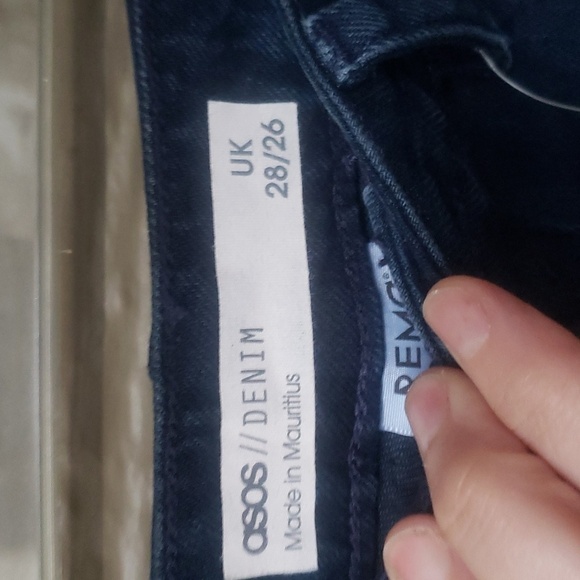 asos // DENIM
Made in Mauritius
UK
28/26